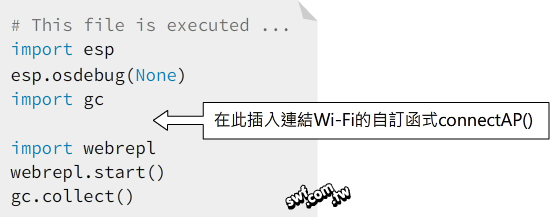 # This file is executed ...
import esp
esp.osdebug(None)
import gc
在此插入連結Wi-Fi的自訂函式connectAP()
import webrepl
webrepl.start()
gc.collect()
swf.com.tw